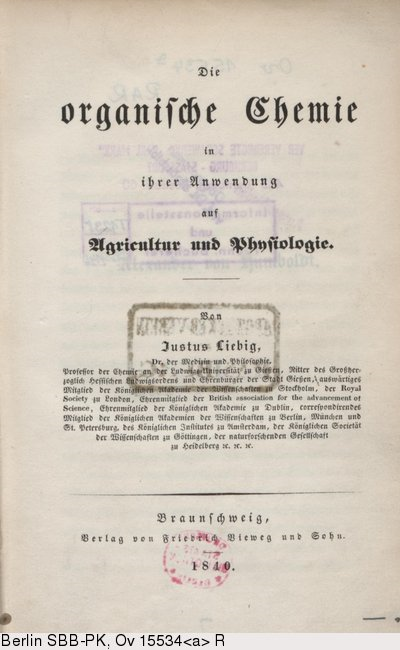 Die
organische Chemie
in
ihrer Anwendung
auf
Agricultur und Physiologie.
Von
Justus Liebig,
Dr. der Medizin und Philosophie,
Professor der Chemie an der Ludwigs-Universität zu Gießen, Ritter des Großher-
zoglich Hessischen Ludwigsordens und Ehrenbürger der Stadt Gießen, auswärtiges
Mitglied der Königlichen Akademie der Wissenschaften zu Stockholm, der Royal
Society zu London, Ehrenmitglied der British association for the advancement of
Science, Ehrenmitglied der Königlichen Akademie zu Dublin, correspondirendes
Mitglied der Königlichen Akademien der Wissenschaften zu Berlin, München und
St. Petersburg, des Königlichen Institutes zu Amsterdam, der Königlichen Societät
der Wissenschaften zu Göttingen, der naturforschenden Gesellschaft
zu Heidelberg ꝛc. ꝛc. ꝛc.
Braunschweig,
Verlag von Friedrich Vieweg und Sohn.
1840.
Berlin SBB-PK, Ov 15534<a> R